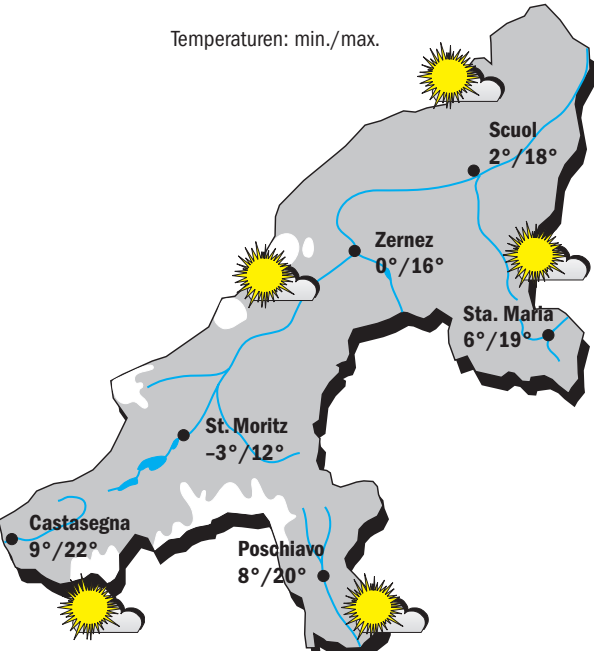 Temperaturen: min./max.
Scuol
2°/18°
Zernez
0°/16°
Sta. Maria
6°/19°
St. Moritz
–3°/12°
Castasegna
9°/22°
Poschiavo
8°/20°